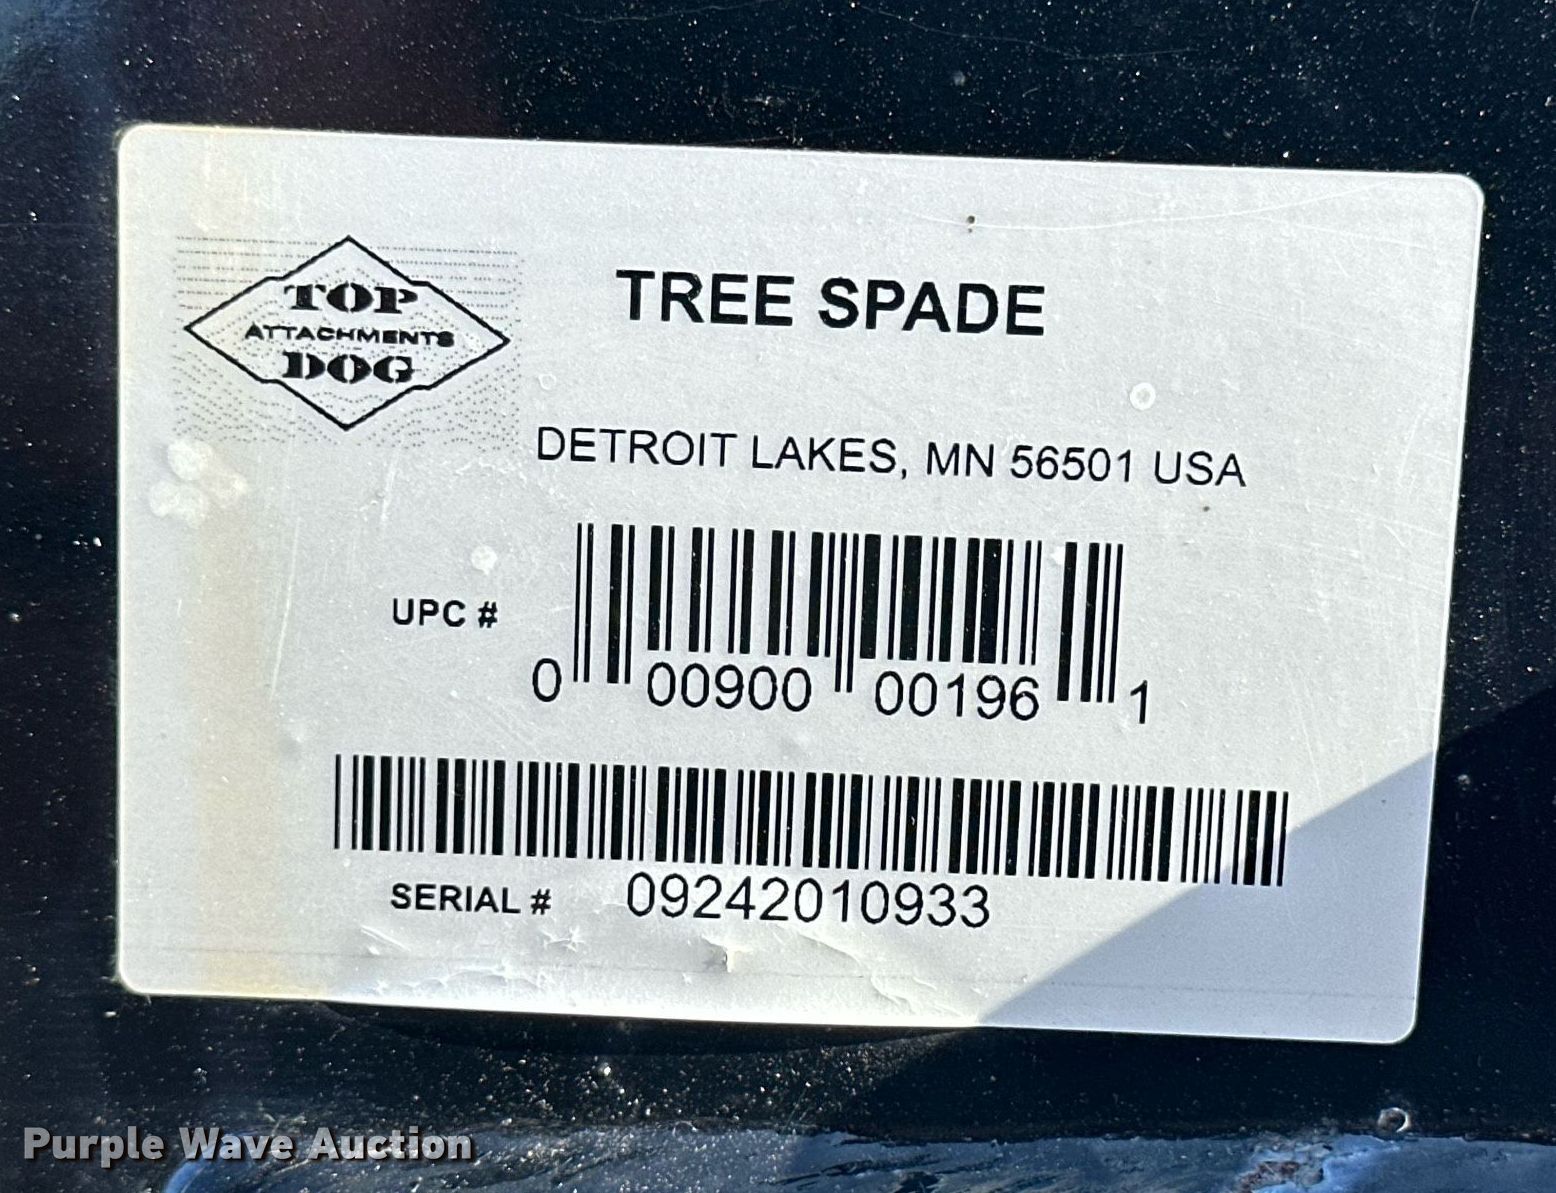 TOP
ATTACHMENTS
DOG
TREE SPADE
DETROIT LAKES, MN 56501 USA
UPC #
0 00900 00196 1
SERIAL # 09242010933
Purple Wave Auction